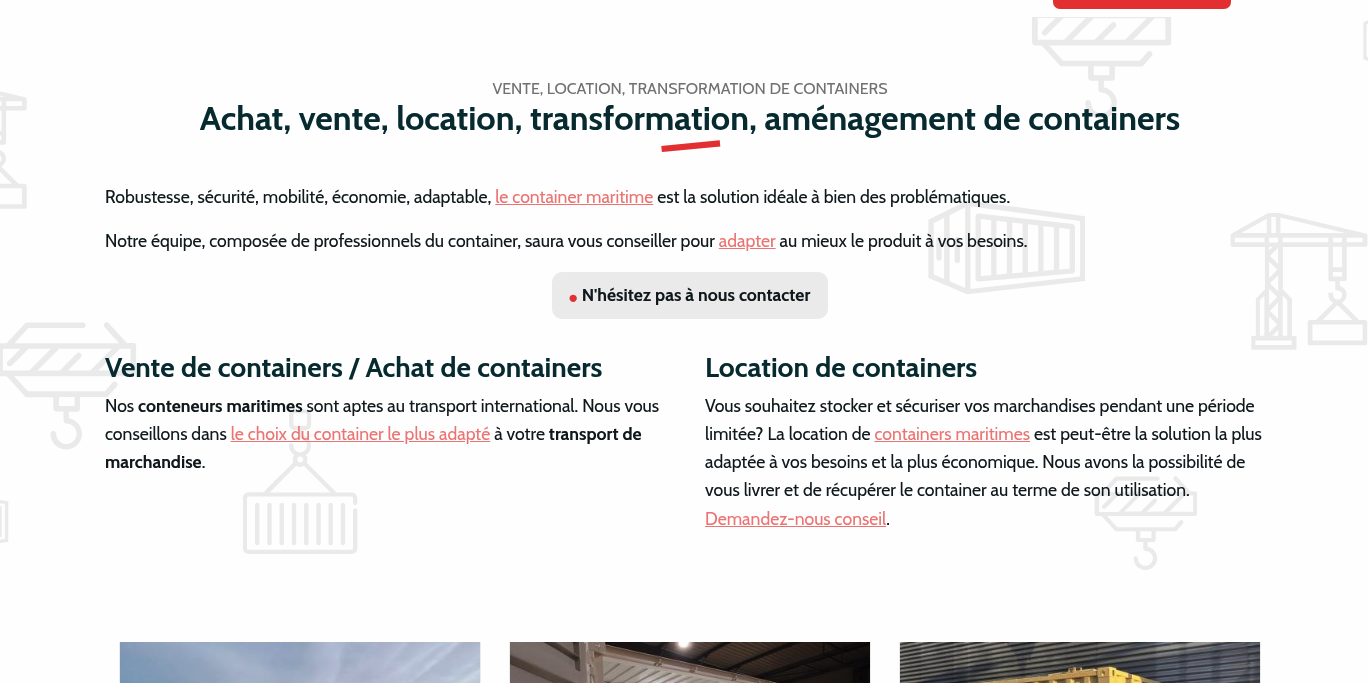 VENTE, LOCATION, TRANSFORMATION DE CONTAINERS
Achat, vente, location, transformation, aménagement de containers
Robustesse, sécurité, mobilité, économie, adaptable, le container maritime est la solution idéale à bien des problématiques.
Notre équipe, composée de professionnels du container, saura vous conseiller pour adapter au mieux le produit à vos besoins.
N'hésitez pas à nous contacter
Vente de containers / Achat de containers
Nos conteneurs maritimes sont aptes au transport international. Nous vous
conseillons dans le choix du container le plus adapté à votre transport de
marchandise.
Location de containers
Vous souhaitez stocker et sécuriser vos marchandises pendant une période
limitée? La location de containers maritimes est peut-être la solution la plus
adaptée à vos besoins et la plus économique. Nous avons la possibilité de
vous livrer et de récupérer le container au terme de son utilisation.
Demandez-nous conseil.